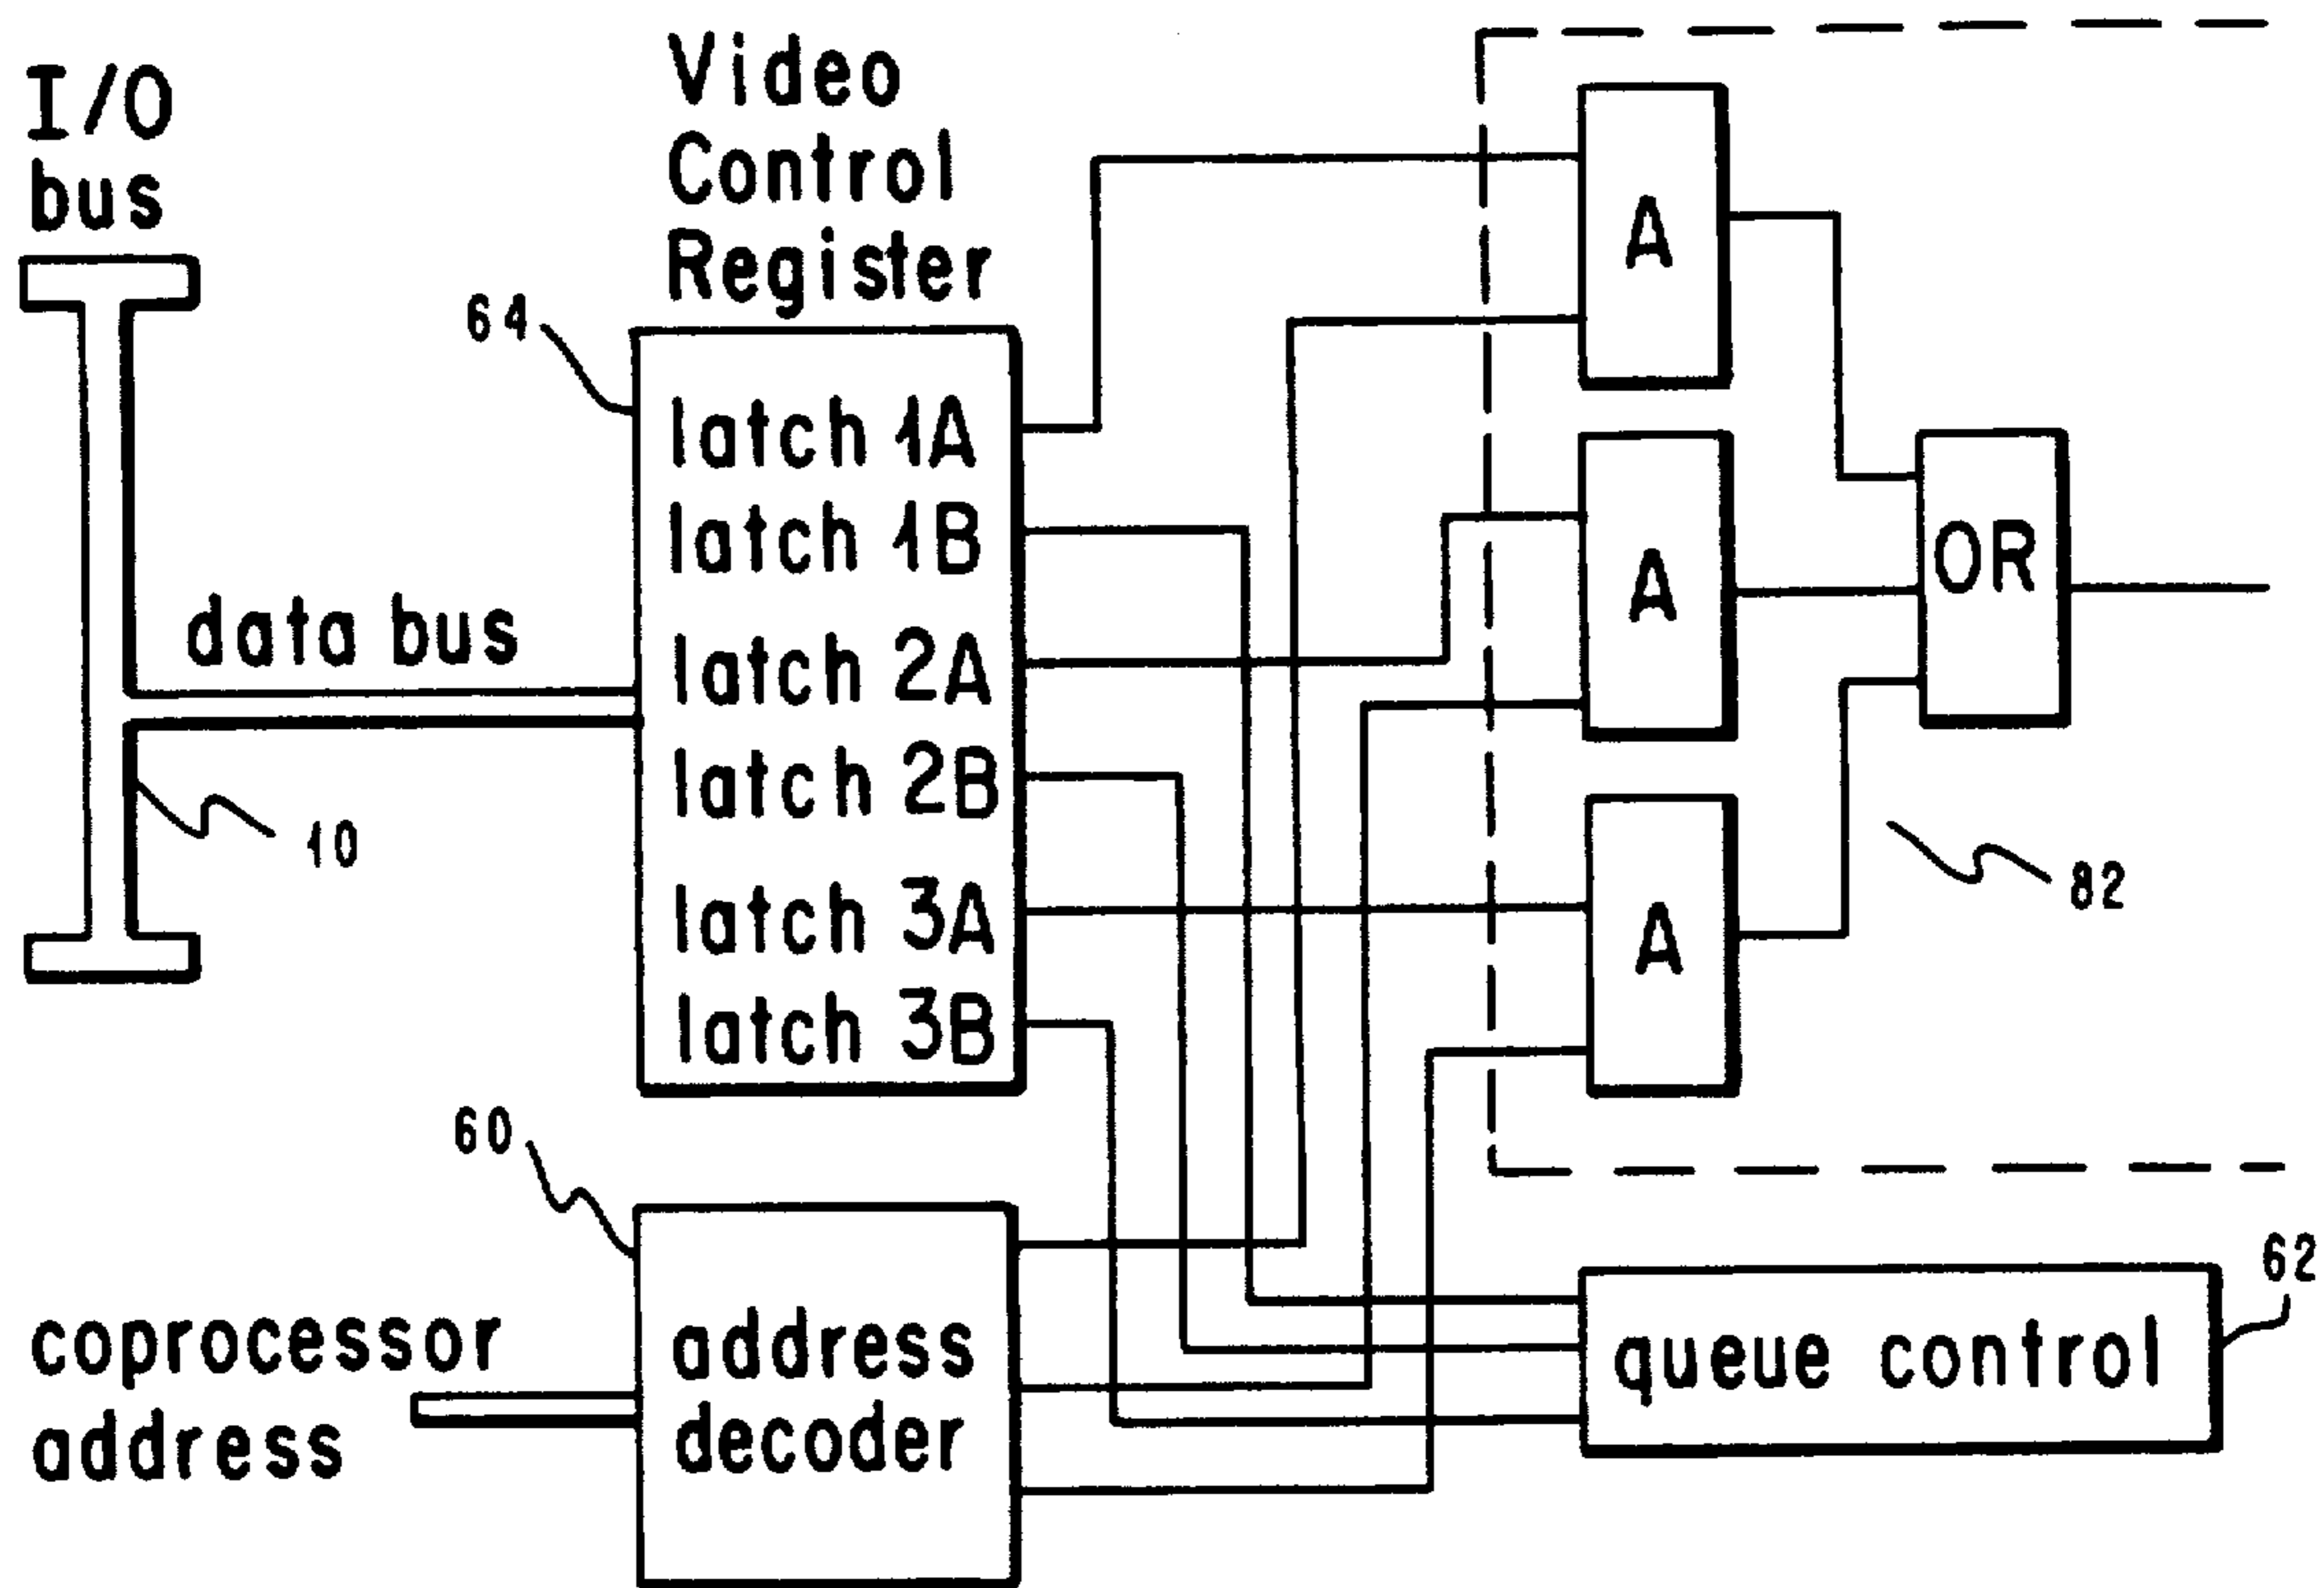 I/O
bus
Video
Control
Register
64
latch 1A
latch 1B
latch 2A
latch 2B
latch 3A
latch 3B
data bus
10
A
A
A
OR
82
60
coprocessor
address
address
decoder
queue control
62